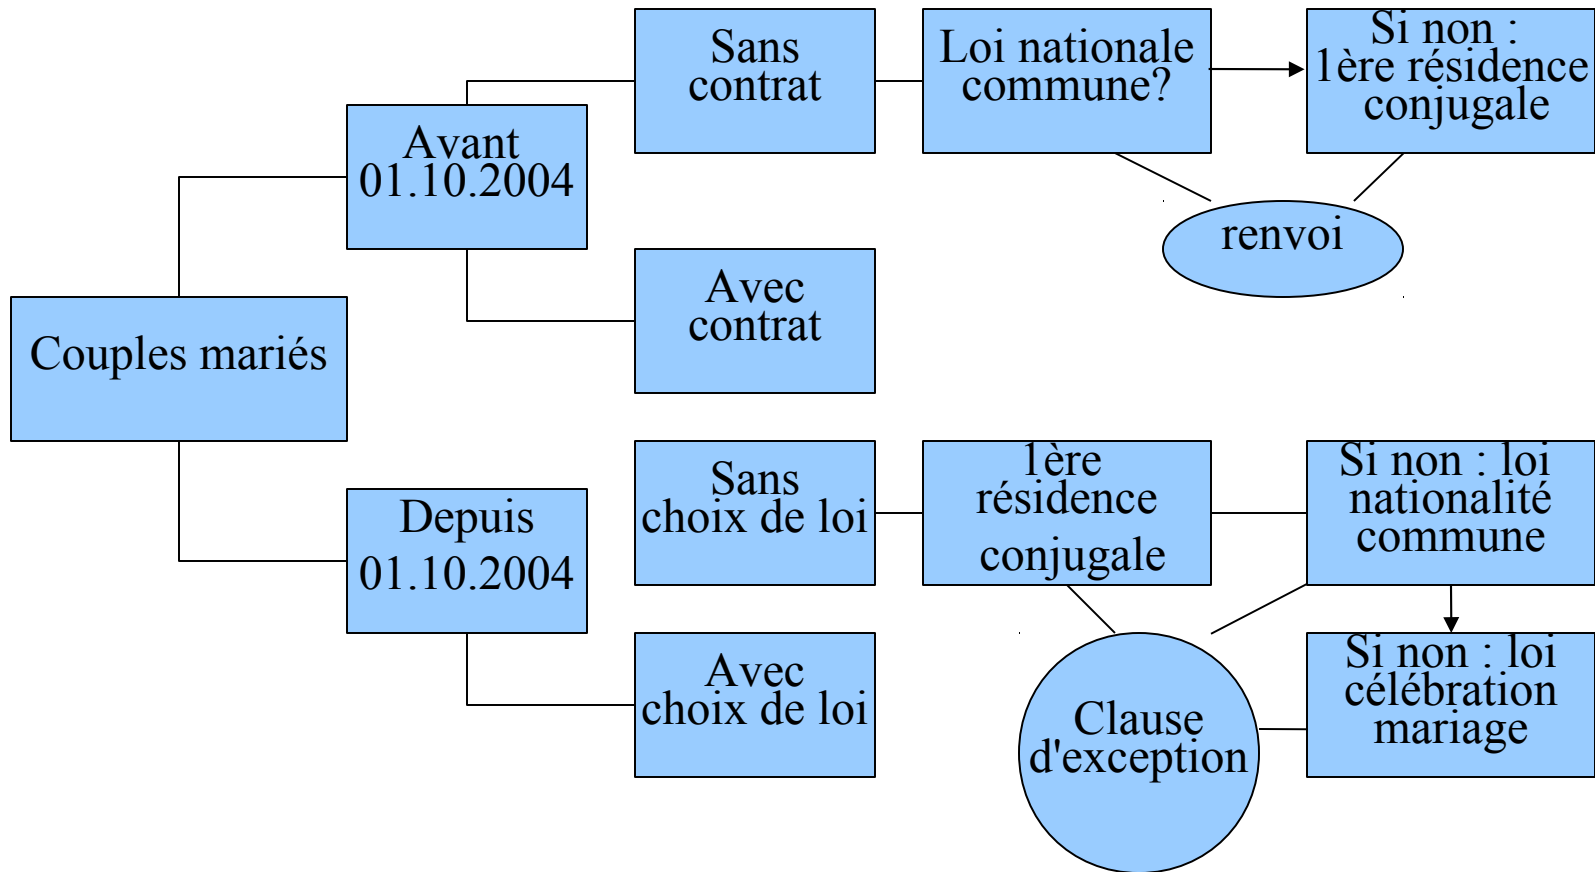 Sans
contrat
Loi nationale
commune?
Si non :
1ère résidence
conjugale
Avant
01.10.2004
renvoi
Avec
contrat
Couples mariés
Sans
choix de loi
1ère
résidence
conjugale
Si non : loi
nationalité
commune
Depuis
01.10.2004
Avec
choix de loi
Clause
d'exception
Si non : loi
célébration
mariage